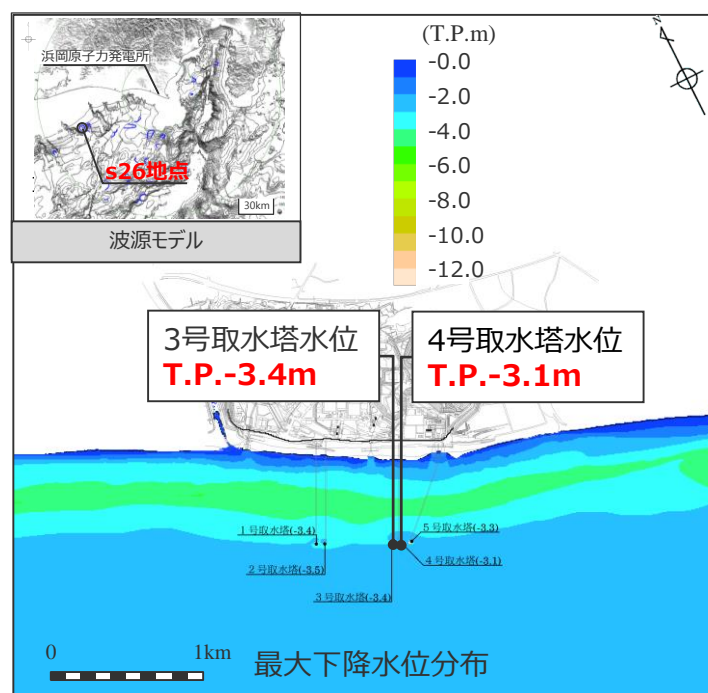 浜岡原子力発電所
s26地点
30km
波源モデル
(T.P.m)
-0.0
-2.0
-4.0
-6.0
-8.0
-10.0
-12.0
N
3号取水塔水位
T.P.-3.4m
4号取水塔水位
T.P.-3.1m
1号取水塔(-3.4)
2号取水塔(-3.5)
3号取水塔(-3.4)
5号取水塔(-3.3)
4号取水塔(-3.1)
0 1km
最大下降水位分布